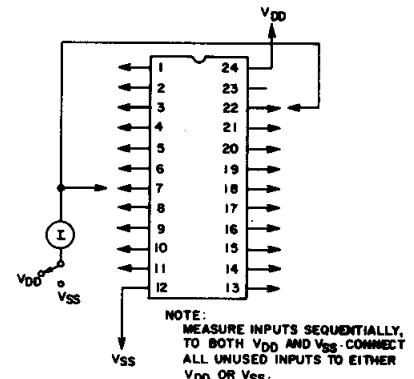 VDD
1 24
2 23
3 22
4 21
5 20
6 19
7 18
8 17
9 16
10 15
11 14
12 13
I
VDD
VSS
VSS
NOTE:
MEASURE INPUTS SEQUENTIALLY,
TO BOTH VDD AND VSS. CONNECT
ALL UNUSED INPUTS TO EITHER
VDD OR VSS.